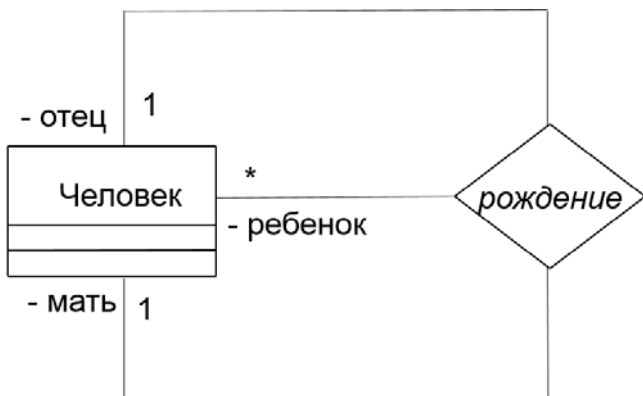 - отец
1
Человек
*
- ребенок
рождение
- мать
1